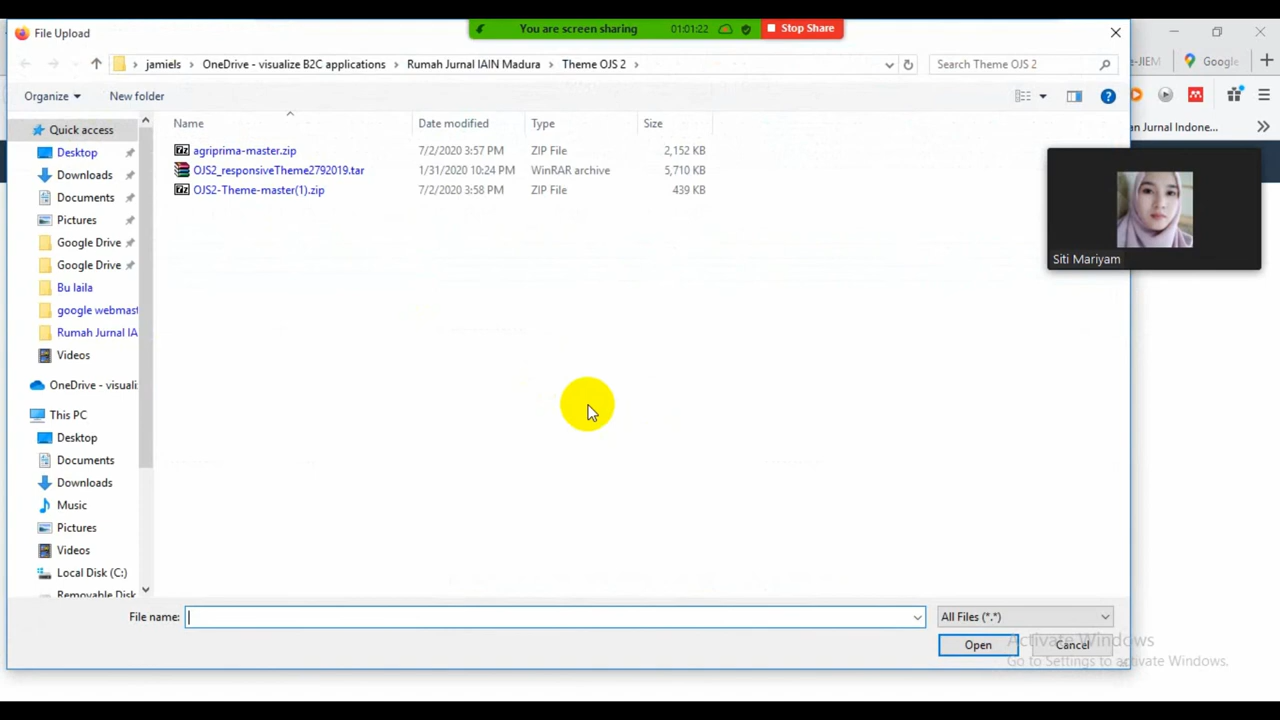 You are screen sharing 01:01:22 Stop Share
File Upload
jamiels > OneDrive - visualize B2C applications > Rumah Jurnal IAIN Madura > Theme OJS 2 >
Search Theme OJS 2
-JIEM
Google
Organize
New folder
an Jurnal Indone...
Quick access
Name Date modified Type Size
Desktop
agriprima-master.zip 7/2/2020 3:57 PM ZIP File 2,152 KB
Downloads
OJS2_responsiveTheme2792019.tar 1/31/2020 10:24 PM WinRAR archive 5,710 KB
Documents
OJS2-Theme-master(1).zip 7/2/2020 3:58 PM ZIP File 439 KB
Pictures
Google Drive
Siti Mariyam
Google Drive
Bu laila
google webmast
Rumah Jurnal IA
Videos
OneDrive - visuali
This PC
Desktop
Documents
Downloads
Music
Pictures
Videos
Local Disk (C:)
Removable Disk
File name:
All Files (*.*)
Open
Cancel
Activate Windows
Go to Settings to activate Windows.